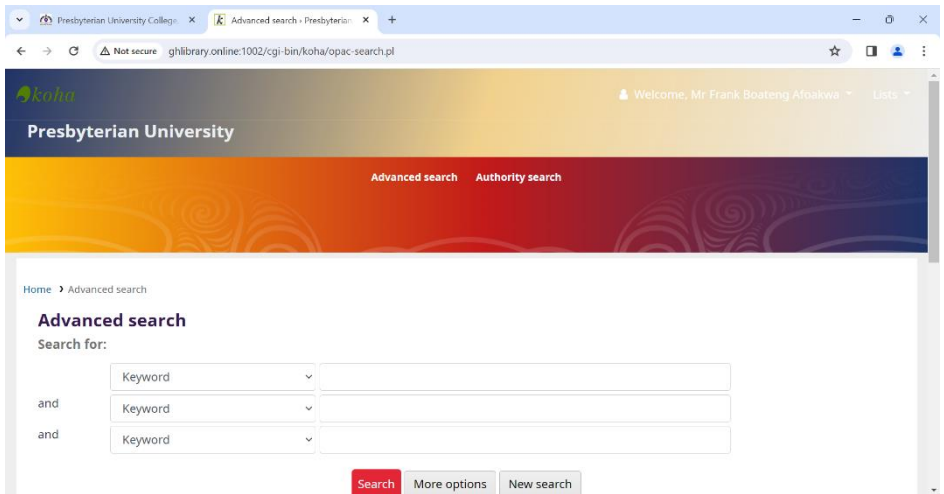 Presbyterian University College,
Advanced search › Presbyterian
Not secure ghlibrary.online:1002/cgi-bin/koha/opac-search.pl
koha
Welcome, Mr Frank Boateng Afoakwa Lists
Presbyterian University
Advanced search Authority search
Home Advanced search
Advanced search
Search for:
Keyword
and Keyword
and Keyword
Search More options New search